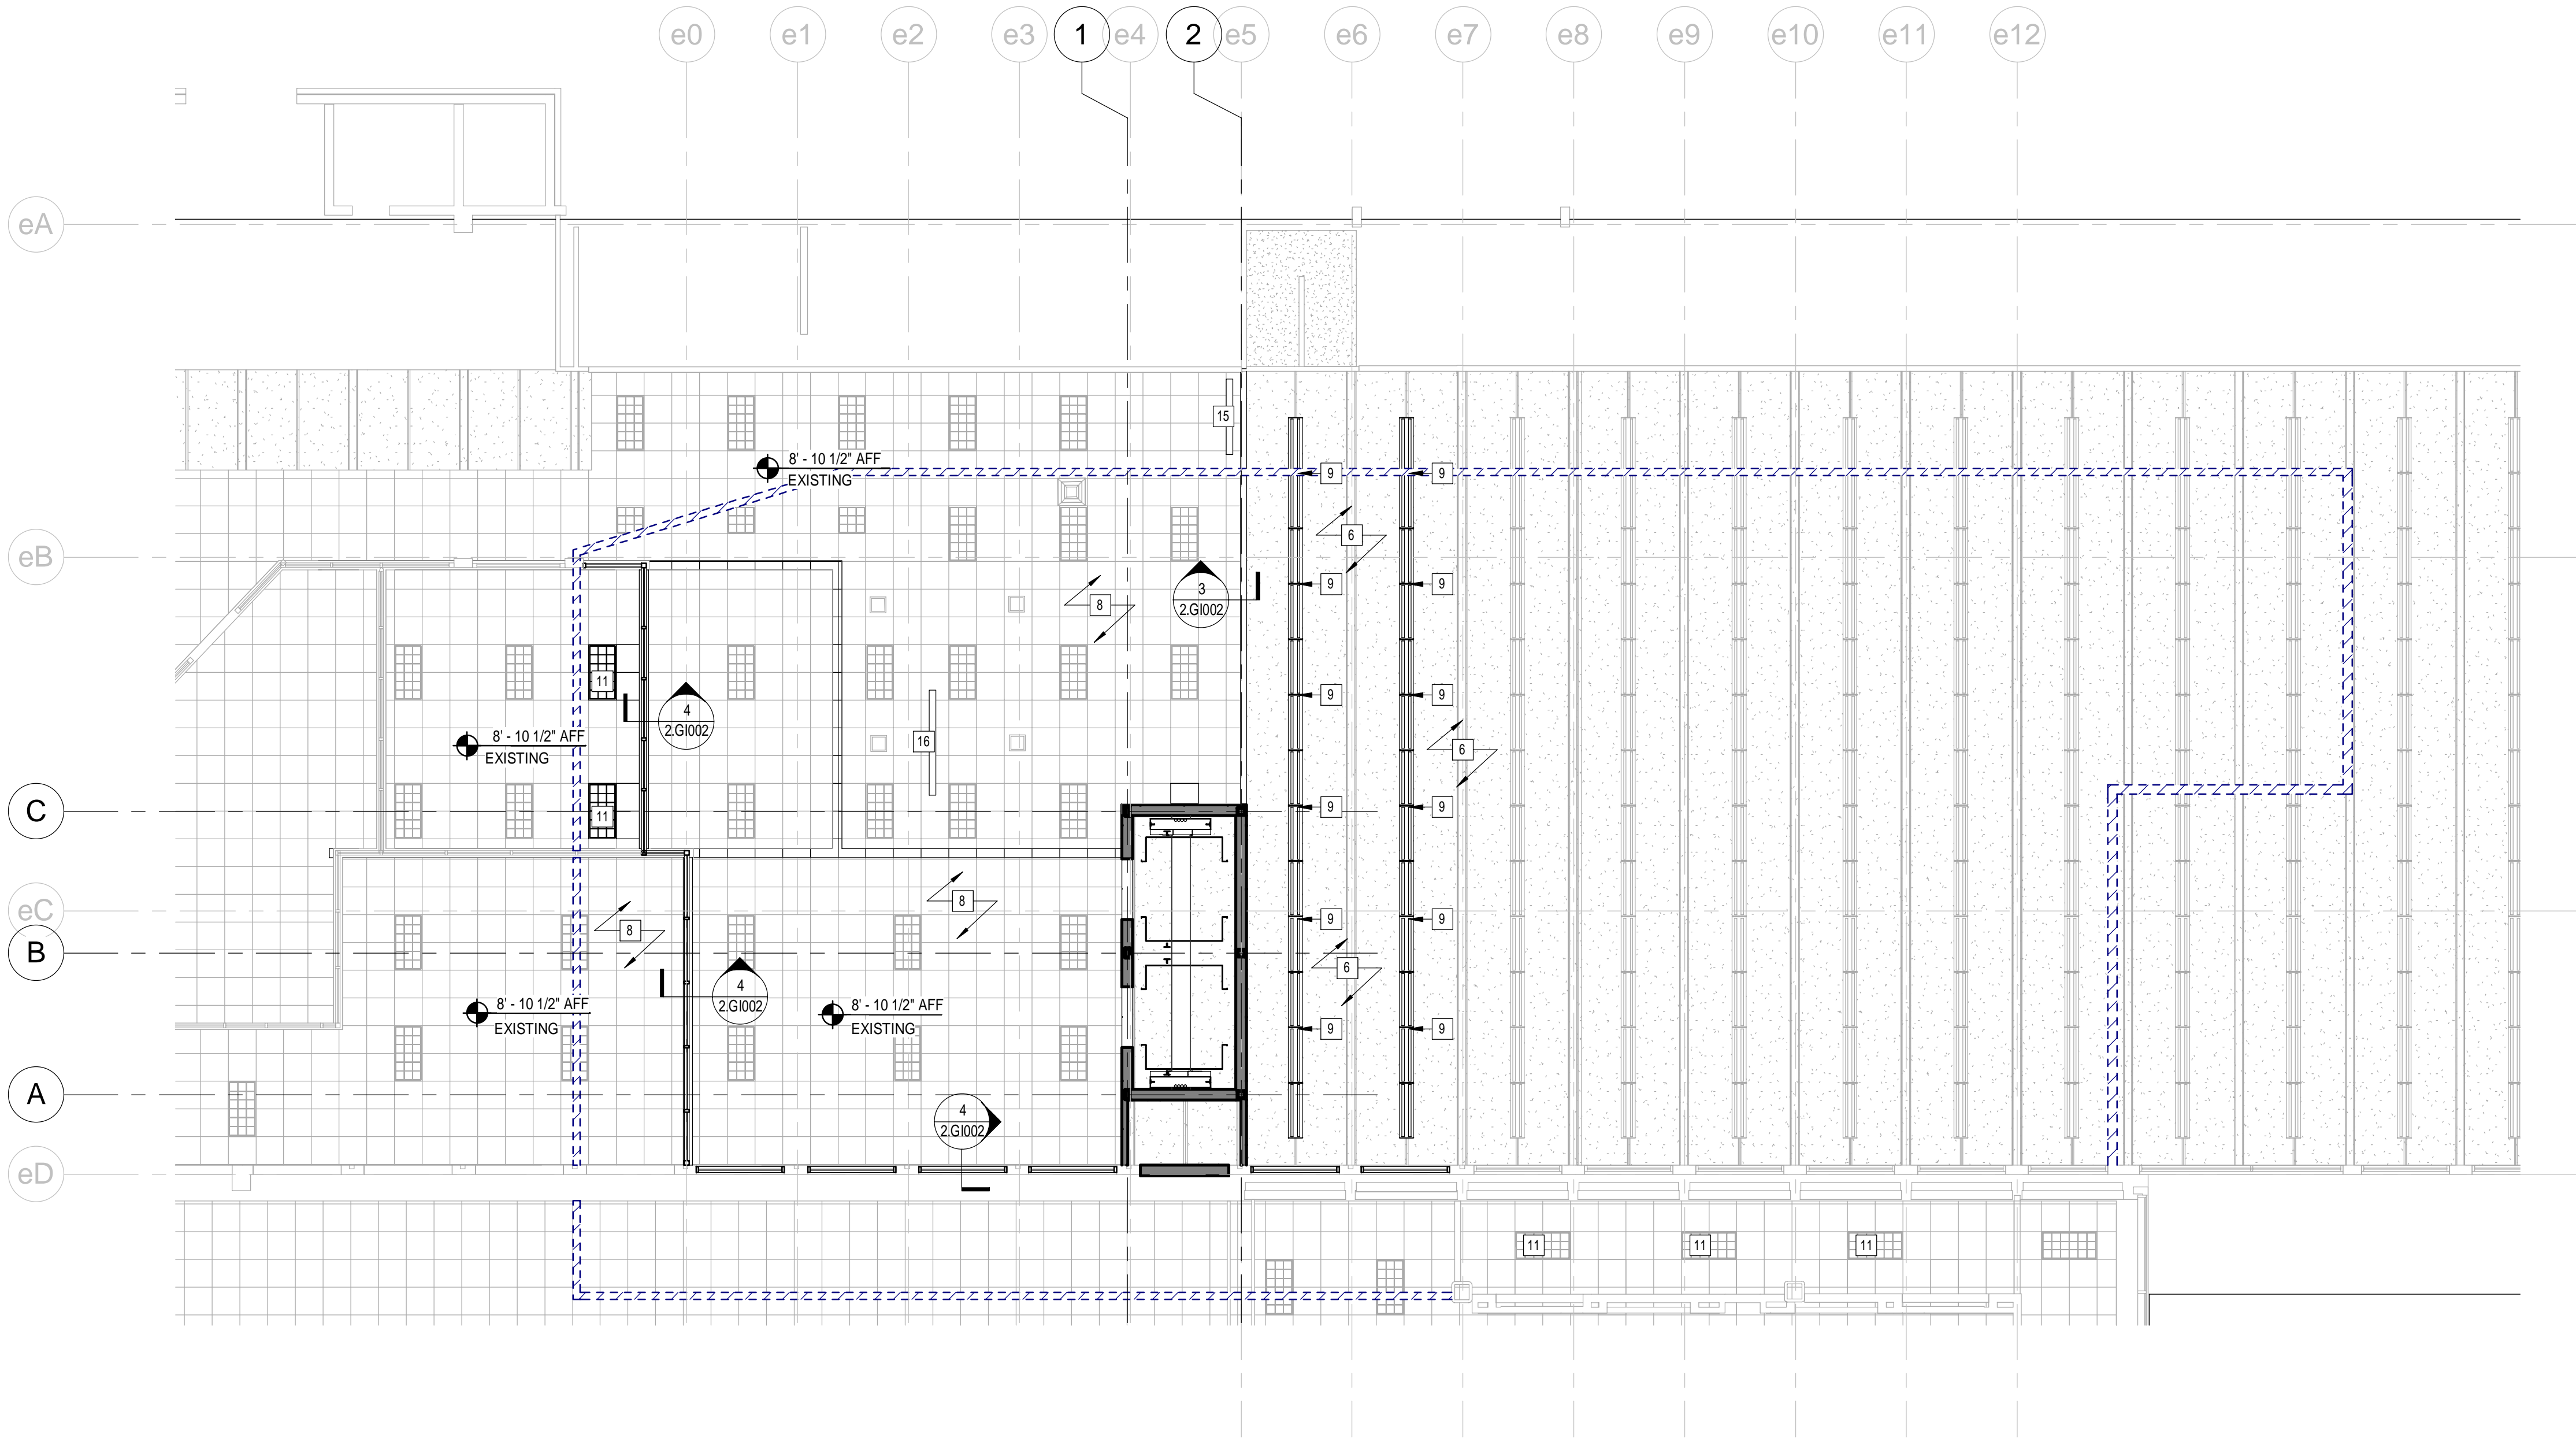 e0
e1
e2
e3
1
e4
2
e5
e6
e7
e8
e9
e10
e11
e12
eA
15
8' - 10 1/2" AFF
EXISTING
9
9
6
eB
3
2.GI002
9
9
8
11
4
2.GI002
9
9
16
8' - 10 1/2" AFF
EXISTING
6
C
11
9
9
eC
8
8
9
9
B
6
4
2.GI002
8' - 10 1/2" AFF
EXISTING
8' - 10 1/2" AFF
EXISTING
9
9
A
4
2.GI002
eD
11
11
11